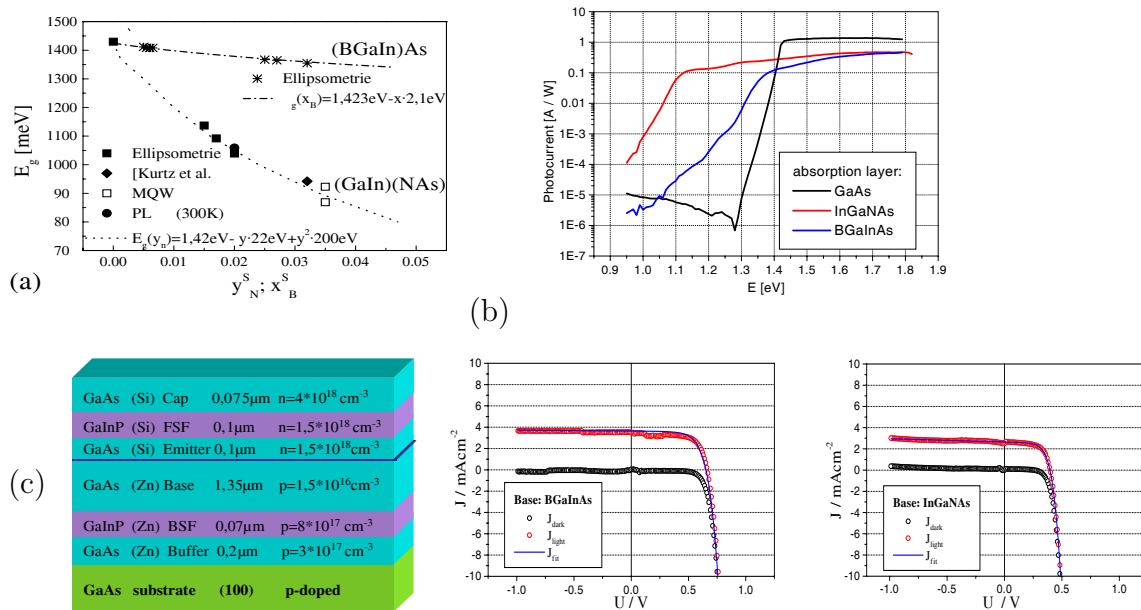 1500
1400
1300
1200
1100
1000
900
800
70
E_g [meV]
(BGaIn)As
Ellipsometrie
_g(x_B)=1,423eV-x·2,1eV
Ellipsometrie
[Kurtz et al.
MQW
PL (300K)
(GaIn)(NAs)
E_g(y_n)=1,42eV- y·22eV+y²·200eV
0.00 0.01 0.02 0.03 0.04 0.05
y^S_N; x^S_B
(a)
10
1
0.1
0.01
1E-3
1E-4
1E-5
1E-6
1E-7
Photocurrent [A / W]
absorption layer:
GaAs
InGaNAs
BGaInAs
0.9 1.0 1.1 1.2 1.3 1.4 1.5 1.6 1.7 1.8 1.9
E [eV]
(b)
GaAs (Si) Cap 0,075µm n=4*10^18 cm^-3
GaInP (Si) FSF 0,1µm n=1,5*10^18 cm^-3
GaAs (Si) Emitter 0,1µm n=1,5*10^18 cm^-3
GaAs (Zn) Base 1,35µm p=1,5*10^16 cm^-3
GaInP (Zn) BSF 0,07µm p=8*10^17 cm^-3
GaAs (Zn) Buffer 0,2µm p=3*10^17 cm^-3
GaAs substrate (100) p-doped
(c)
10
8
6
4
2
0
-2
-4
-6
-8
-10
J / mAcm^-2
Base: BGaInAs
J_dark
J_light
J_fit
-1.0 -0.5 0.0 0.5 1.0
U / V
10
8
6
4
2
0
-2
-4
-6
-8
-10
J / mAcm^-2
Base: InGaNAs
J_dark
J_light
J_fit
-1.0 -0.5 0.0 0.5 1.0
U / V